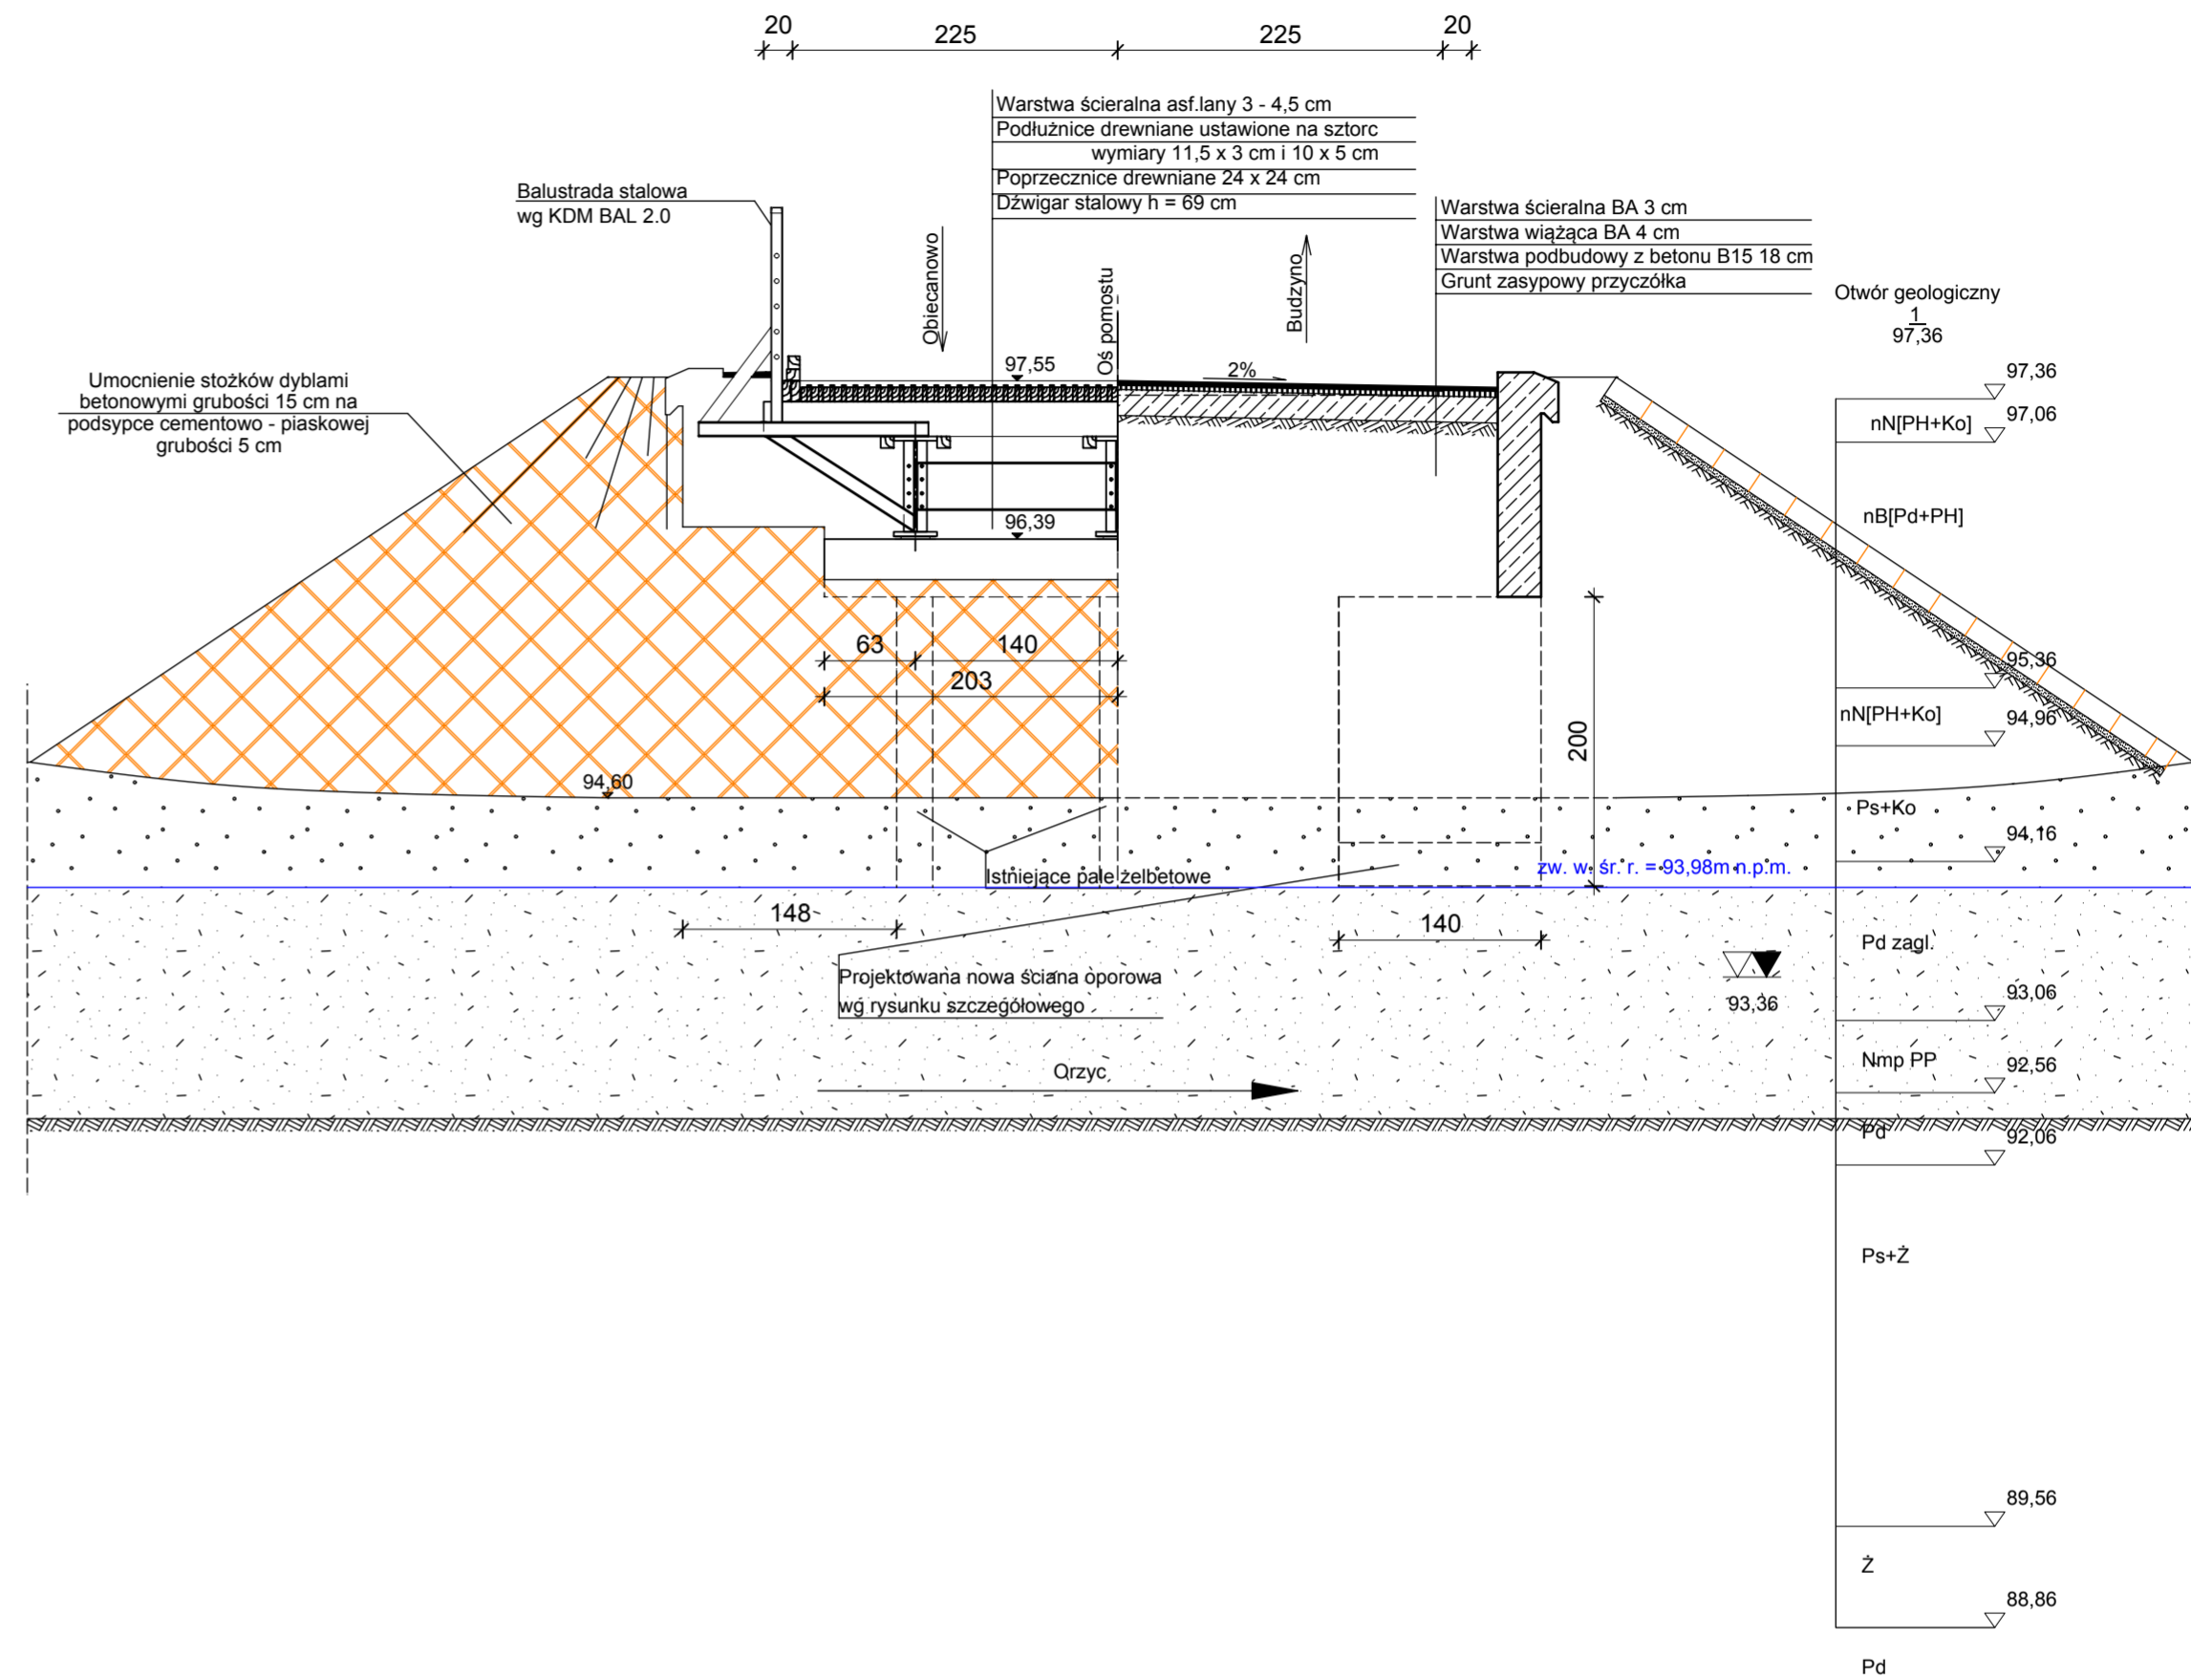 20
225
225
20
Warstwa ścieralna asf.lany 3 - 4,5 cm
Podłużnice drewniane ustawione na sztorc
wymiary 11,5 x 3 cm i 10 x 5 cm
Poprzecznice drewniane 24 x 24 cm
Dźwigar stalowy h = 69 cm
Balustrada stalowa
wg KDM BAL 2.0
Warstwa ścieralna BA 3 cm
Warstwa wiążąca BA 4 cm
Warstwa podbudowy z betonu B15 18 cm
Grunt zasypowy przyczółka
Obiecanowo
Oś pomostu
Budzyno
Otwór geologiczny
1
97,36
Umocnienie stożków dyblami
betonowymi grubości 15 cm na
podsypce cementowo - piaskowej
grubości 5 cm
97,55
2%
97,36
nN[PH+Ko]
97,06
nB[Pd+PH]
96,39
63
140
203
200
95,36
nN[PH+Ko]
94,96
94,60
Ps+Ko
94,16
Istniejące pale żelbetowe
zw. w. śr. r. = 93,98m n.p.m.
148
140
Pd zagl.
Projektowana nowa ściana oporowa
wg rysunku szczegółowego
93,36
93,06
Orzyc
Nmp PP
92,56
Pd
92,06
Ps+Ż
89,56
Ż
88,86
Pd